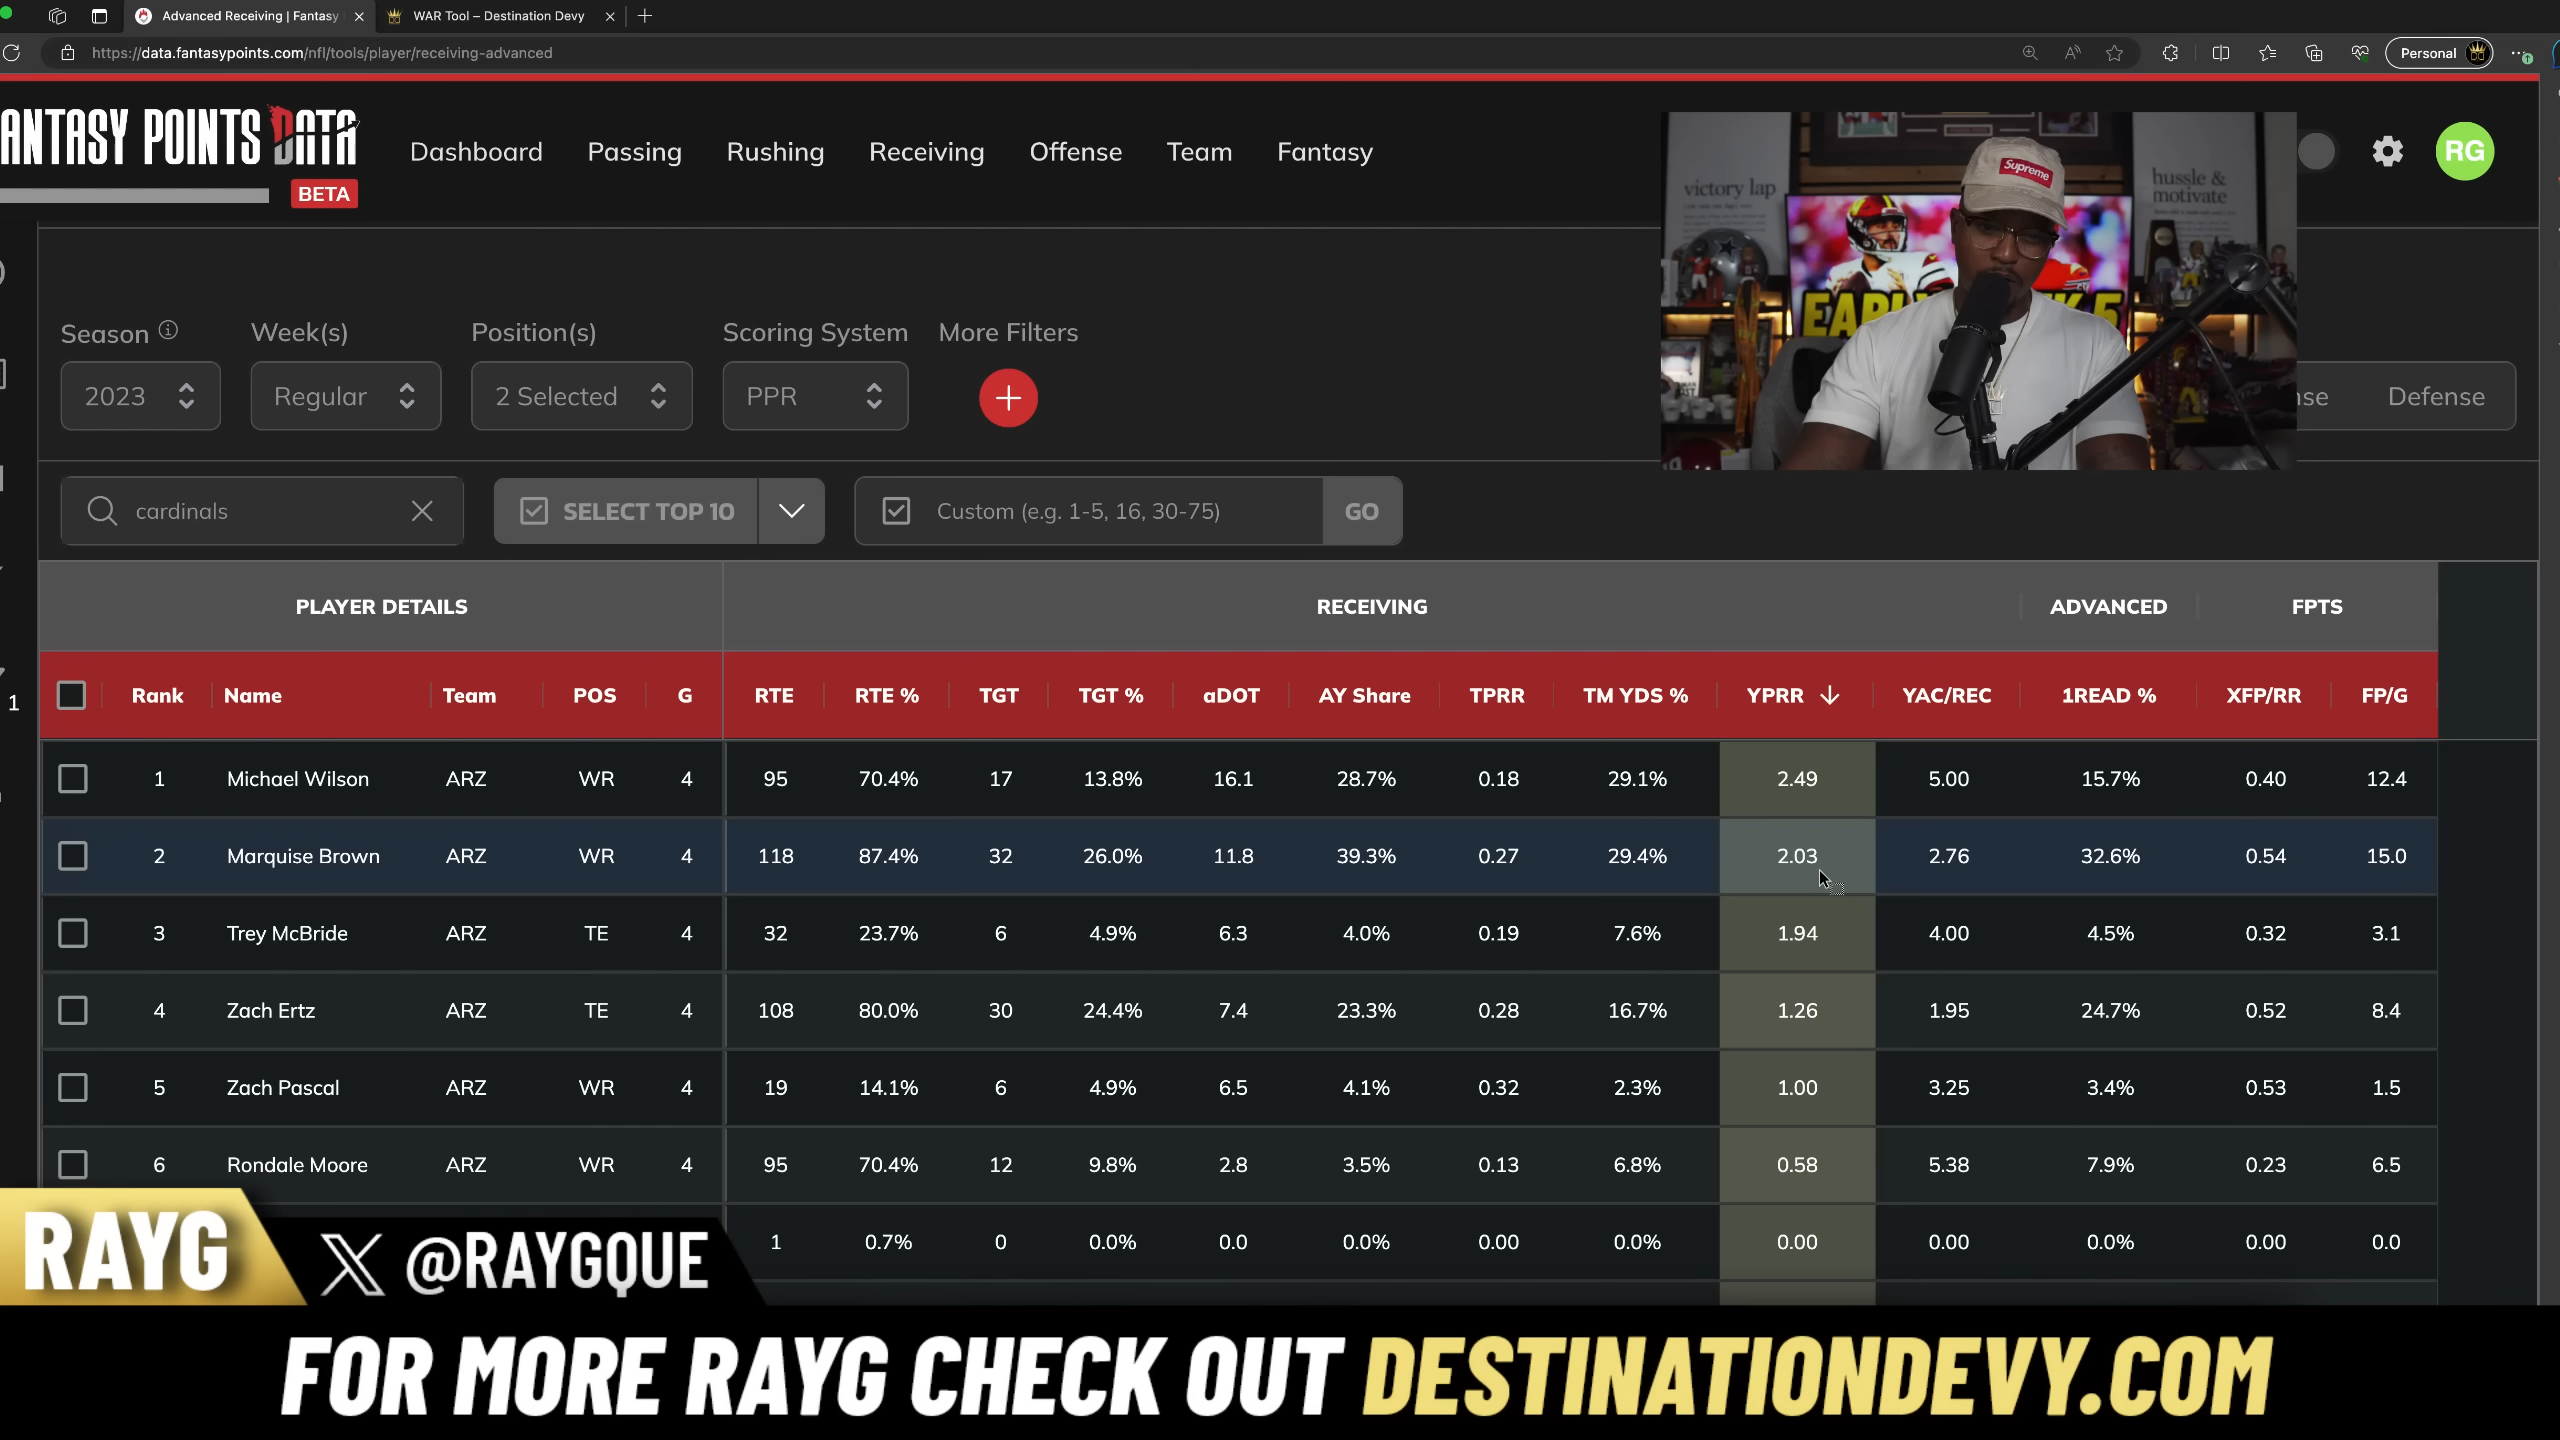 Advanced Receiving | Fantasy
WAR Tool – Destination Devy
https://data.fantasypoints.com/nfl/tools/player/receiving-advanced
Personal
ANTASY POINTS DATA
BETA
Dashboard Passing Rushing Receiving Offense Team Fantasy
RG
victory lap
hussle &
motivate
Supreme
Season Week(s) Position(s) Scoring System More Filters
2023 Regular 2 Selected PPR
nse Defense
cardinals SELECT TOP 10 Custom (e.g. 1-5, 16, 30-75) GO
PLAYER DETAILS RECEIVING ADVANCED FPTS
1
Rank Name Team POS G RTE RTE % TGT TGT % aDOT AY Share TPRR TM YDS % YPRR YAC/REC 1READ % XFP/RR FP/G
1 Michael Wilson ARZ WR 4 95 70.4% 17 13.8% 16.1 28.7% 0.18 29.1% 2.49 5.00 15.7% 0.40 12.4
2 Marquise Brown ARZ WR 4 118 87.4% 32 26.0% 11.8 39.3% 0.27 29.4% 2.03 2.76 32.6% 0.54 15.0
3 Trey McBride ARZ TE 4 32 23.7% 6 4.9% 6.3 4.0% 0.19 7.6% 1.94 4.00 4.5% 0.32 3.1
4 Zach Ertz ARZ TE 4 108 80.0% 30 24.4% 7.4 23.3% 0.28 16.7% 1.26 1.95 24.7% 0.52 8.4
5 Zach Pascal ARZ WR 4 19 14.1% 6 4.9% 6.5 4.1% 0.32 2.3% 1.00 3.25 3.4% 0.53 1.5
6 Rondale Moore ARZ WR 4 95 70.4% 12 9.8% 2.8 3.5% 0.13 6.8% 0.58 5.38 7.9% 0.23 6.5
1 0.7% 0 0.0% 0.0 0.0% 0.00 0.0% 0.00 0.00 0.0% 0.00 0.0
RAYG
X @RAYGQUE
FOR MORE RAYG CHECK OUT DESTINATIONDEVY.COM